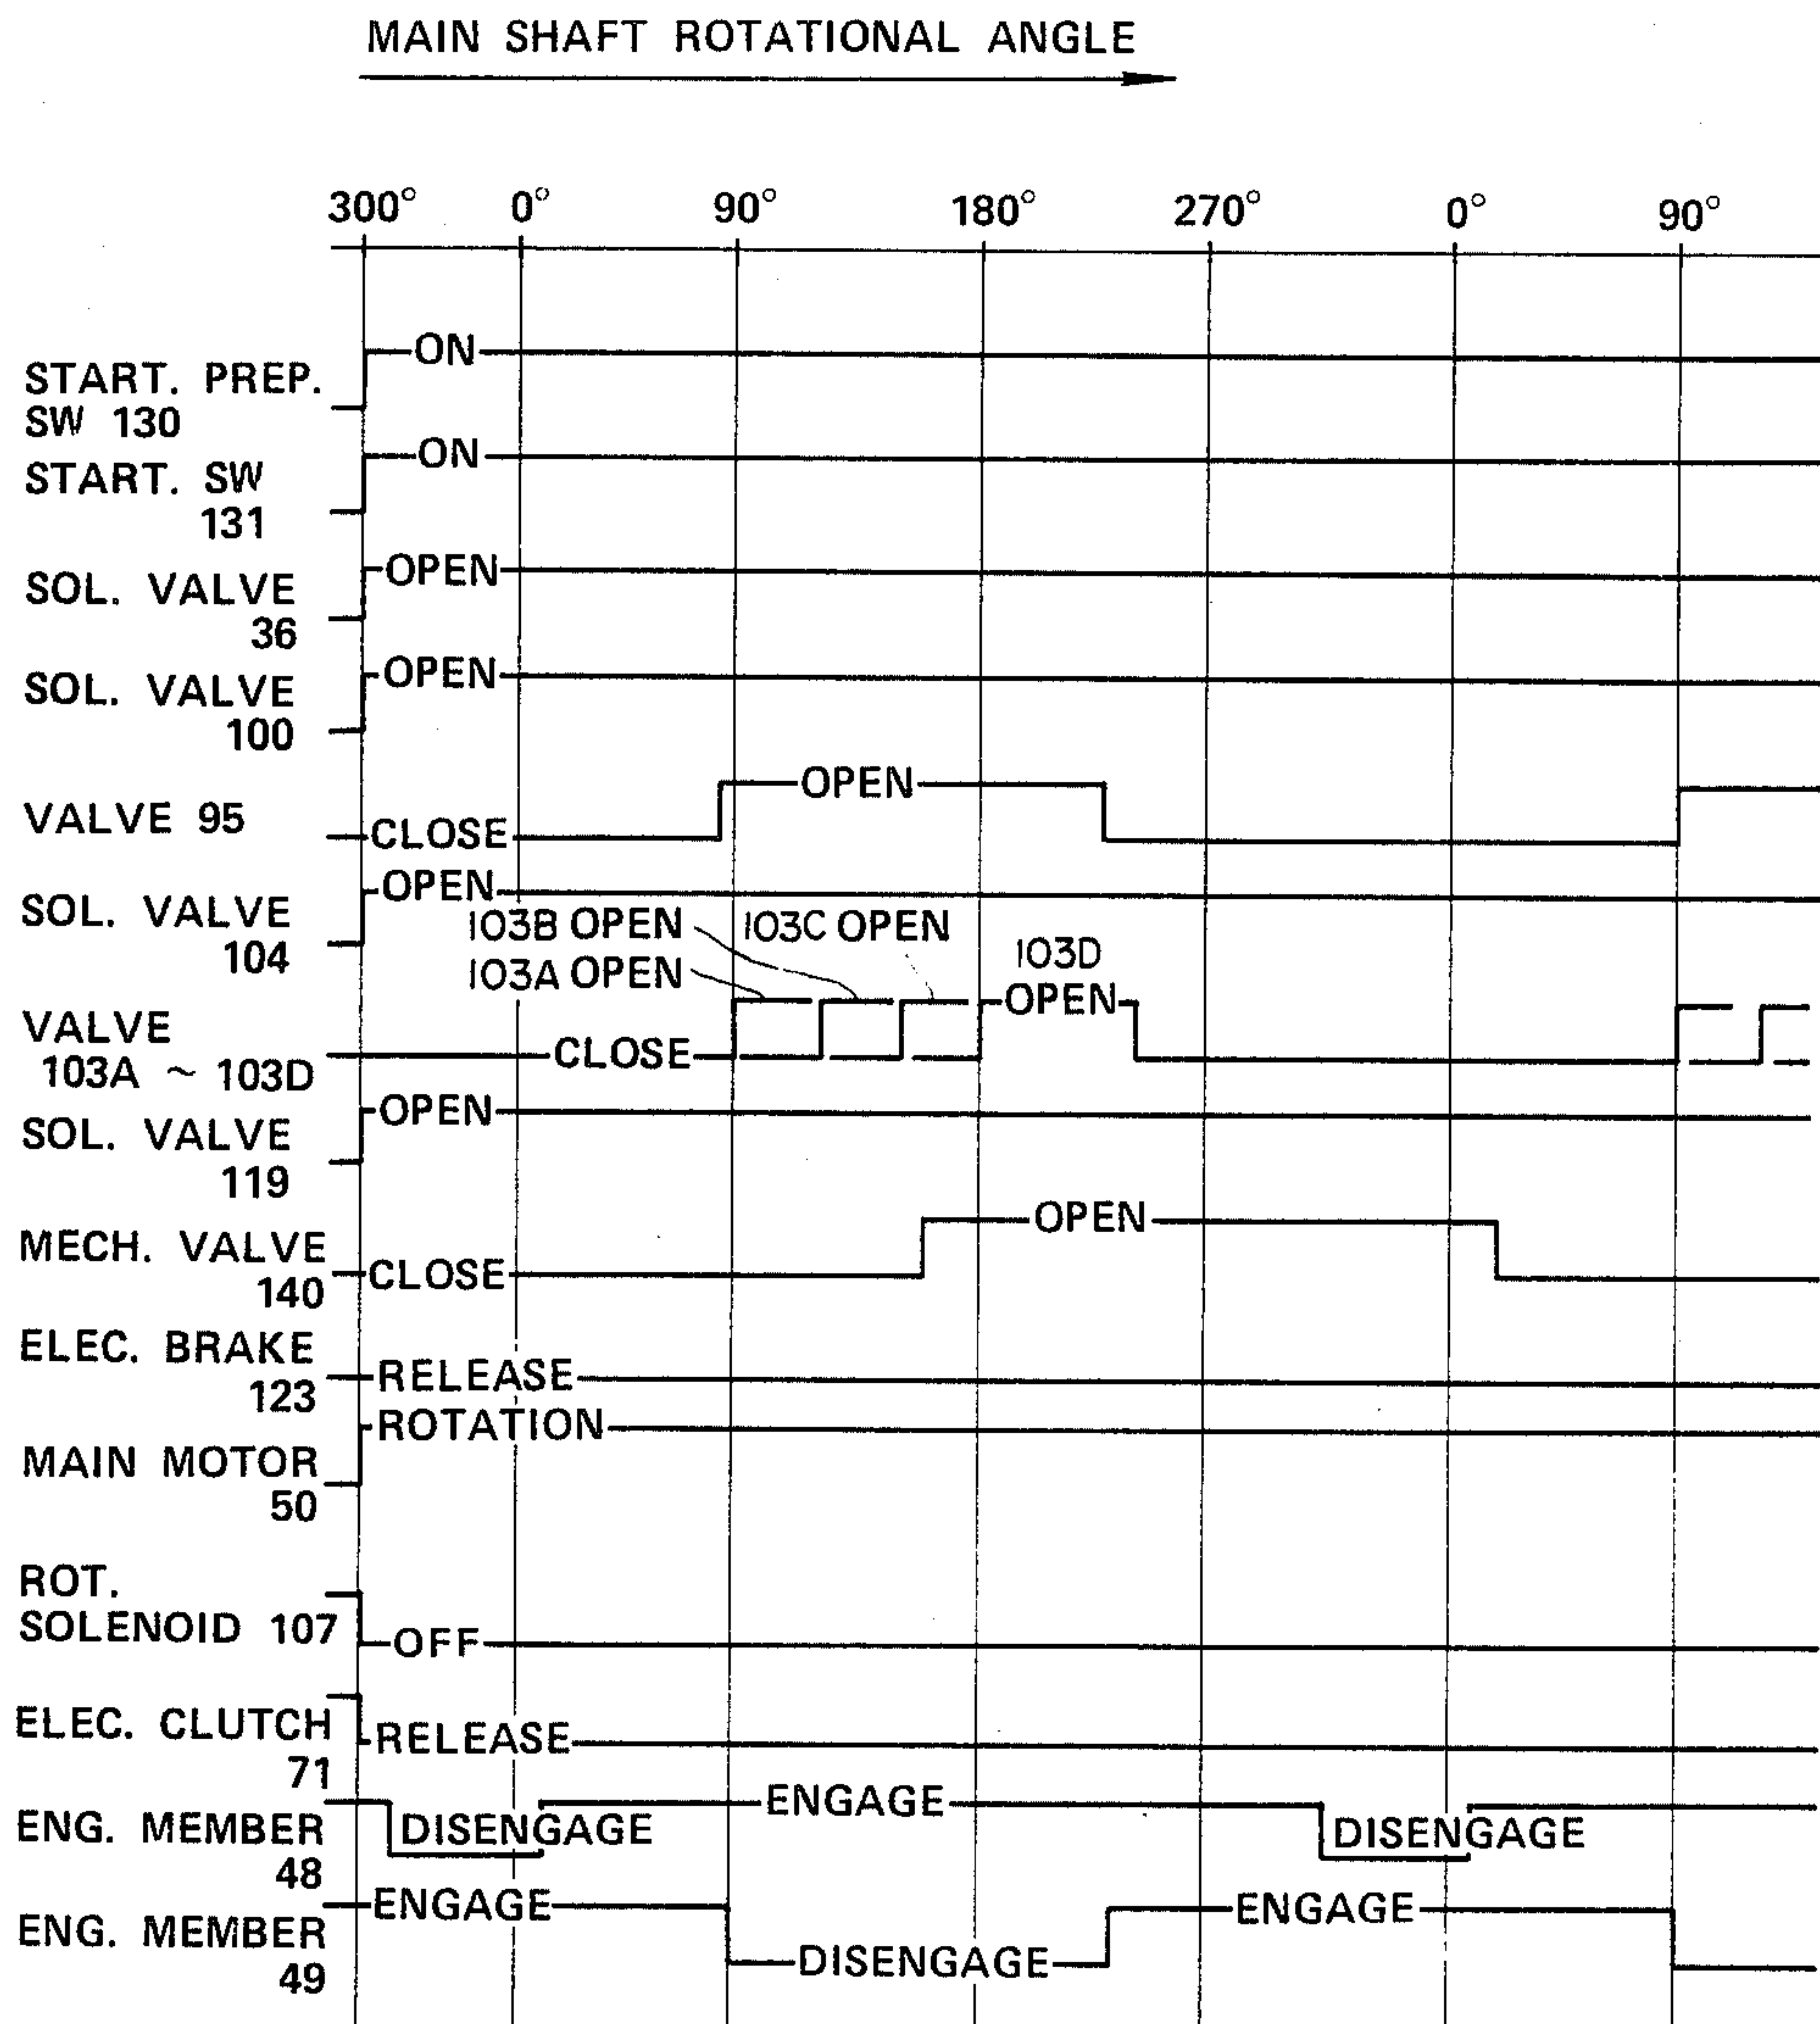 MAIN SHAFT ROTATIONAL ANGLE
300° 0° 90° 180° 270° 0° 90°
ON
START. PREP.
SW 130
ON
START. SW
131
OPEN
SOL. VALVE
36
OPEN
SOL. VALVE
100
OPEN
VALVE 95
CLOSE
OPEN
SOL. VALVE
104
103B OPEN 103C OPEN
103D
103A OPEN
OPEN
VALVE
103A ~ 103D
CLOSE
OPEN
SOL. VALVE
119
OPEN
MECH. VALVE
140
CLOSE
ELEC. BRAKE
123
RELEASE
ROTATION
MAIN MOTOR
50
ROT.
SOLENOID 107
OFF
ELEC. CLUTCH
71
RELEASE
ENGAGE
ENG. MEMBER
48
DISENGAGE
DISENGAGE
ENGAGE
ENGAGE
ENG. MEMBER
49
DISENGAGE